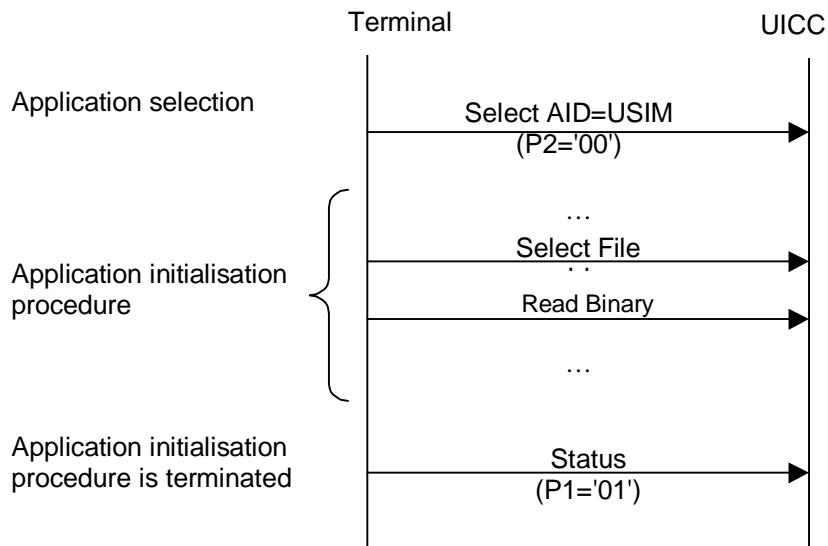 Terminal UICC
Application selection
Select AID=USIM
(P2='00')
...
Select File
. .
Application initialisation
procedure
Read Binary
...
Application initialisation
procedure is terminated
Status
(P1='01')